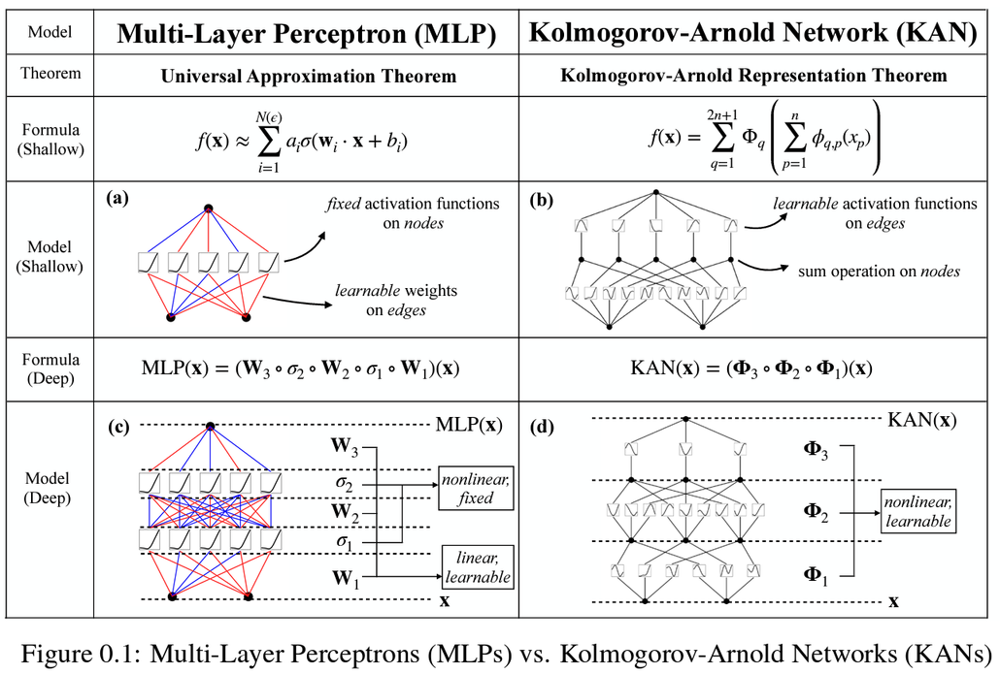 Model
Multi-Layer Perceptron (MLP)
Kolmogorov-Arnold Network (KAN)
Theorem
Universal Approximation Theorem
Kolmogorov-Arnold Representation Theorem
Formula
(Shallow)
f(x) ≈ ∑_{i=1}^{N(ϵ)} a_i σ(w_i · x + b_i)
f(x) = ∑_{q=1}^{2n+1} Φ_q ( ∑_{p=1}^{n} ϕ_{q,p}(x_p) )
Model
(Shallow)
(a)
fixed activation functions
on nodes
learnable weights
on edges
(b)
learnable activation functions
on edges
sum operation on nodes
Formula
(Deep)
MLP(x) = (W_3 ∘ σ_2 ∘ W_2 ∘ σ_1 ∘ W_1)(x)
KAN(x) = (Φ_3 ∘ Φ_2 ∘ Φ_1)(x)
Model
(Deep)
(c)
MLP(x)
W_3
σ_2
nonlinear,
fixed
W_2
σ_1
linear,
learnable
W_1
x
(d)
KAN(x)
Φ_3
Φ_2
nonlinear,
learnable
Φ_1
x
Figure 0.1: Multi-Layer Perceptrons (MLPs) vs. Kolmogorov-Arnold Networks (KANs)